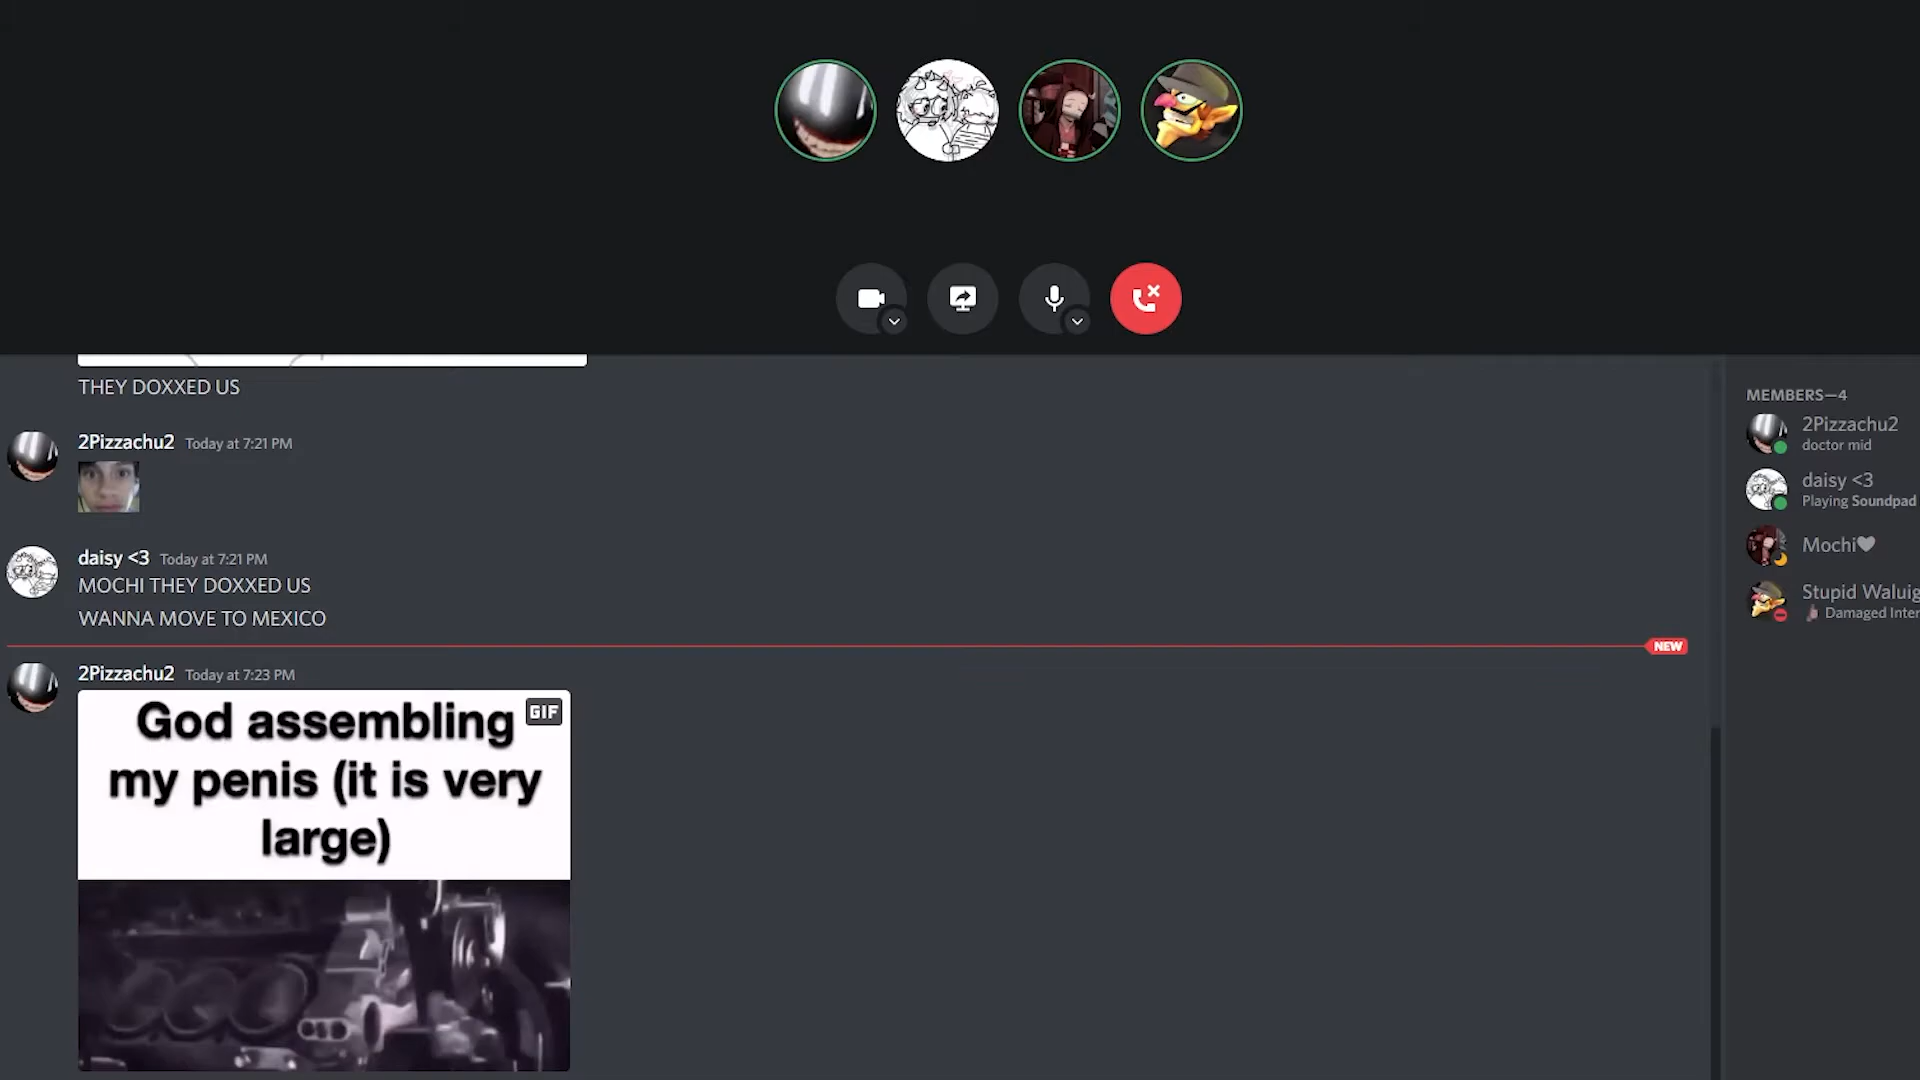 THEY DOXXED US
2Pizzachu2 Today at 7:21 PM
daisy <3 Today at 7:21 PM
MOCHI THEY DOXXED US
WANNA MOVE TO MEXICO
NEW
2Pizzachu2 Today at 7:23 PM
God assembling
GIF
my penis (it is very
large)
MEMBERS—4
2Pizzachu2
doctor mid
daisy <3
Playing Soundpad
Mochi🤍
Stupid Waluig
Damaged Inter